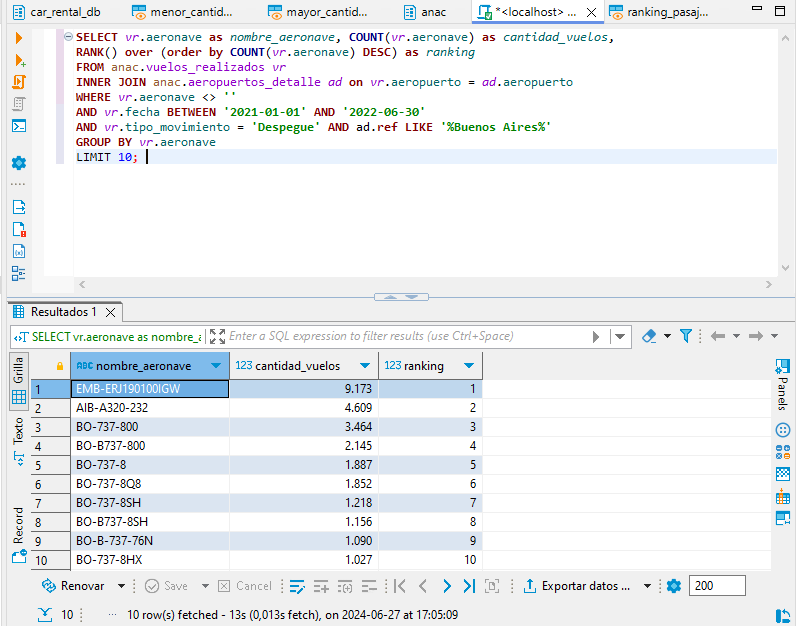 car_rental_db
menor_cantid...
mayor_cantid...
anac
*<localhost> ...
ranking_pasaj...
SELECT vr.aeronave as nombre_aeronave, COUNT(vr.aeronave) as cantidad_vuelos,
RANK() over (order by COUNT(vr.aeronave) DESC) as ranking
FROM anac.vuelos_realizados vr
INNER JOIN anac.aeropuertos_detalle ad on vr.aeropuerto = ad.aeropuerto
WHERE vr.aeronave <> ''
AND vr.fecha BETWEEN '2021-01-01' AND '2022-06-30'
AND vr.tipo_movimiento = 'Despegue' AND ad.ref LIKE '%Buenos Aires%'
GROUP BY vr.aeronave
LIMIT 10;
Resultados 1
SELECT vr.aeronave as nombre_a
Enter a SQL expression to filter results (use Ctrl+Space)
Grilla
Texto
Record
Panels
ABC nombre_aeronave 123 cantidad_vuelos 123 ranking
1 EMB-ERJ190100IGW 9.173 1
2 AIB-A320-232 4.609 2
3 BO-737-800 3.464 3
4 BO-B737-800 2.145 4
5 BO-737-8 1.887 5
6 BO-737-8Q8 1.852 6
7 BO-737-8SH 1.218 7
8 BO-B737-8SH 1.156 8
9 BO-B-737-76N 1.090 9
10 BO-737-8HX 1.027 10
Renovar Save Cancel Exportar datos ... 200
10 ... 10 row(s) fetched - 13s (0,013s fetch), on 2024-06-27 at 17:05:09